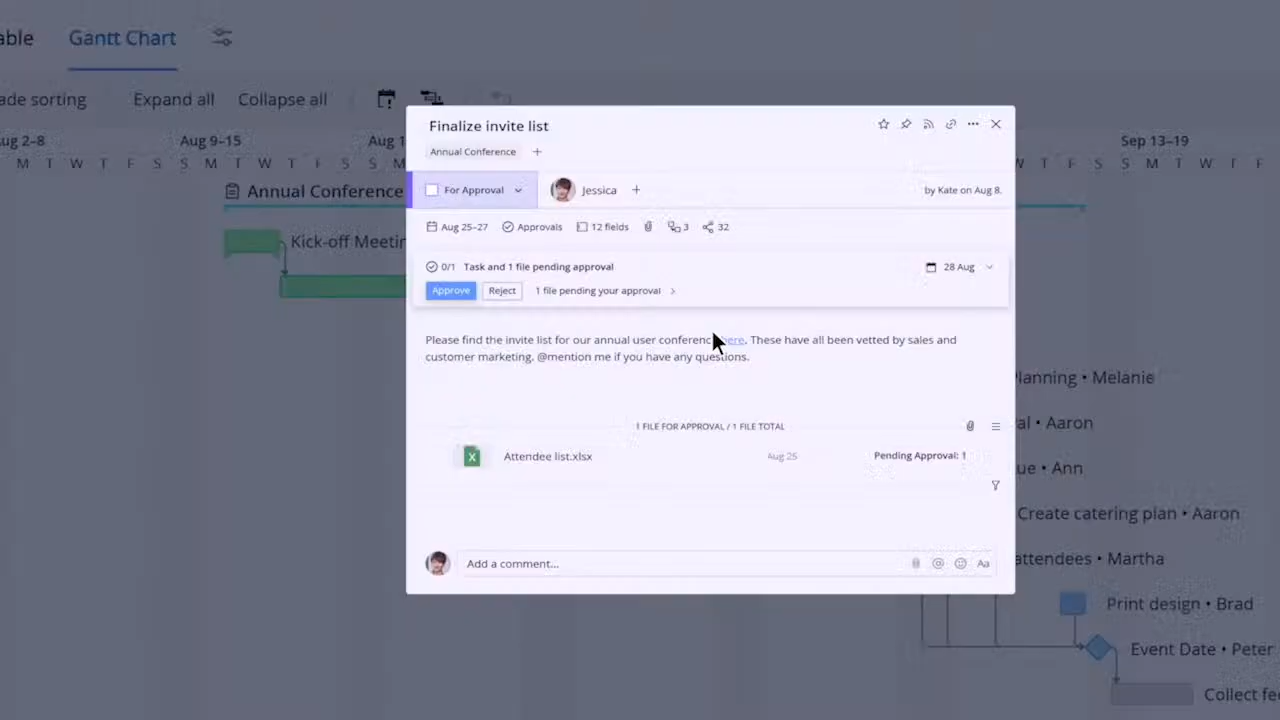 able Gantt Chart
ade sorting Expand all Collapse all
ug 2–8 Aug 9–15 Aug 1 Sep 13–19
M T W T F S S M T W T F S S M W T F S S M T W T F
Annual Conference
Kick-off Meetin
Finalize invite list
Annual Conference +
For Approval Jessica + by Kate on Aug 8.
Aug 25–27 Approvals 12 fields 3 32
0/1 Task and 1 file pending approval 28 Aug
Approve Reject 1 file pending your approval
Please find the invite list for our annual user conferenc ere. These have all been vetted by sales and
customer marketing. @mention me if you have any questions.
1 FILE FOR APPROVAL / 1 FILE TOTAL
X Attendee list.xlsx Aug 25 Pending Approval: 1
Add a comment... @ Aa
Planning • Melanie
al • Aaron
ue • Ann
Create catering plan • Aaron
attendees • Martha
Print design • Brad
Event Date • Peter
Collect fee